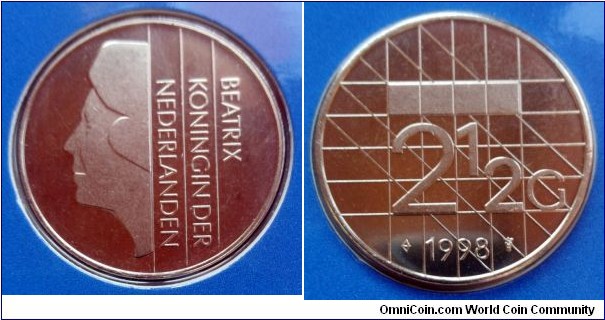 BEATRIX
KONINGIN DER
NEDERLANDEN
2 1 2 G
1998
OmniCoin.com World Coin Community